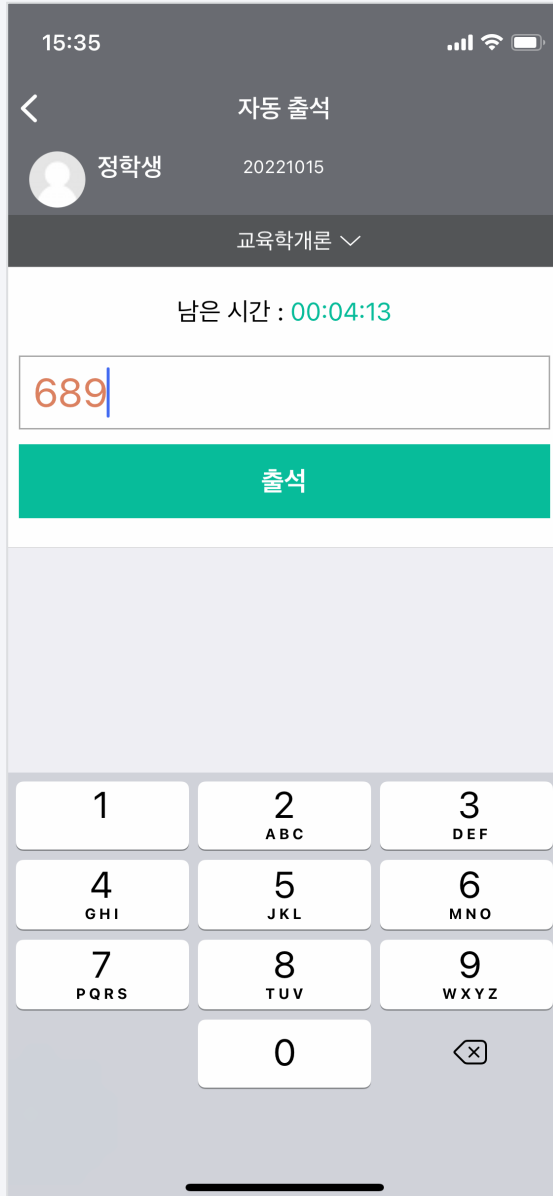 15:35
자동 출석
정학생 20221015
교육학개론
남은 시간 : 00:04:13
689
출석
1 2 3
ABC DEF
4 5 6
GHI JKL MNO
7 8 9
PQRS TUV WXYZ
0